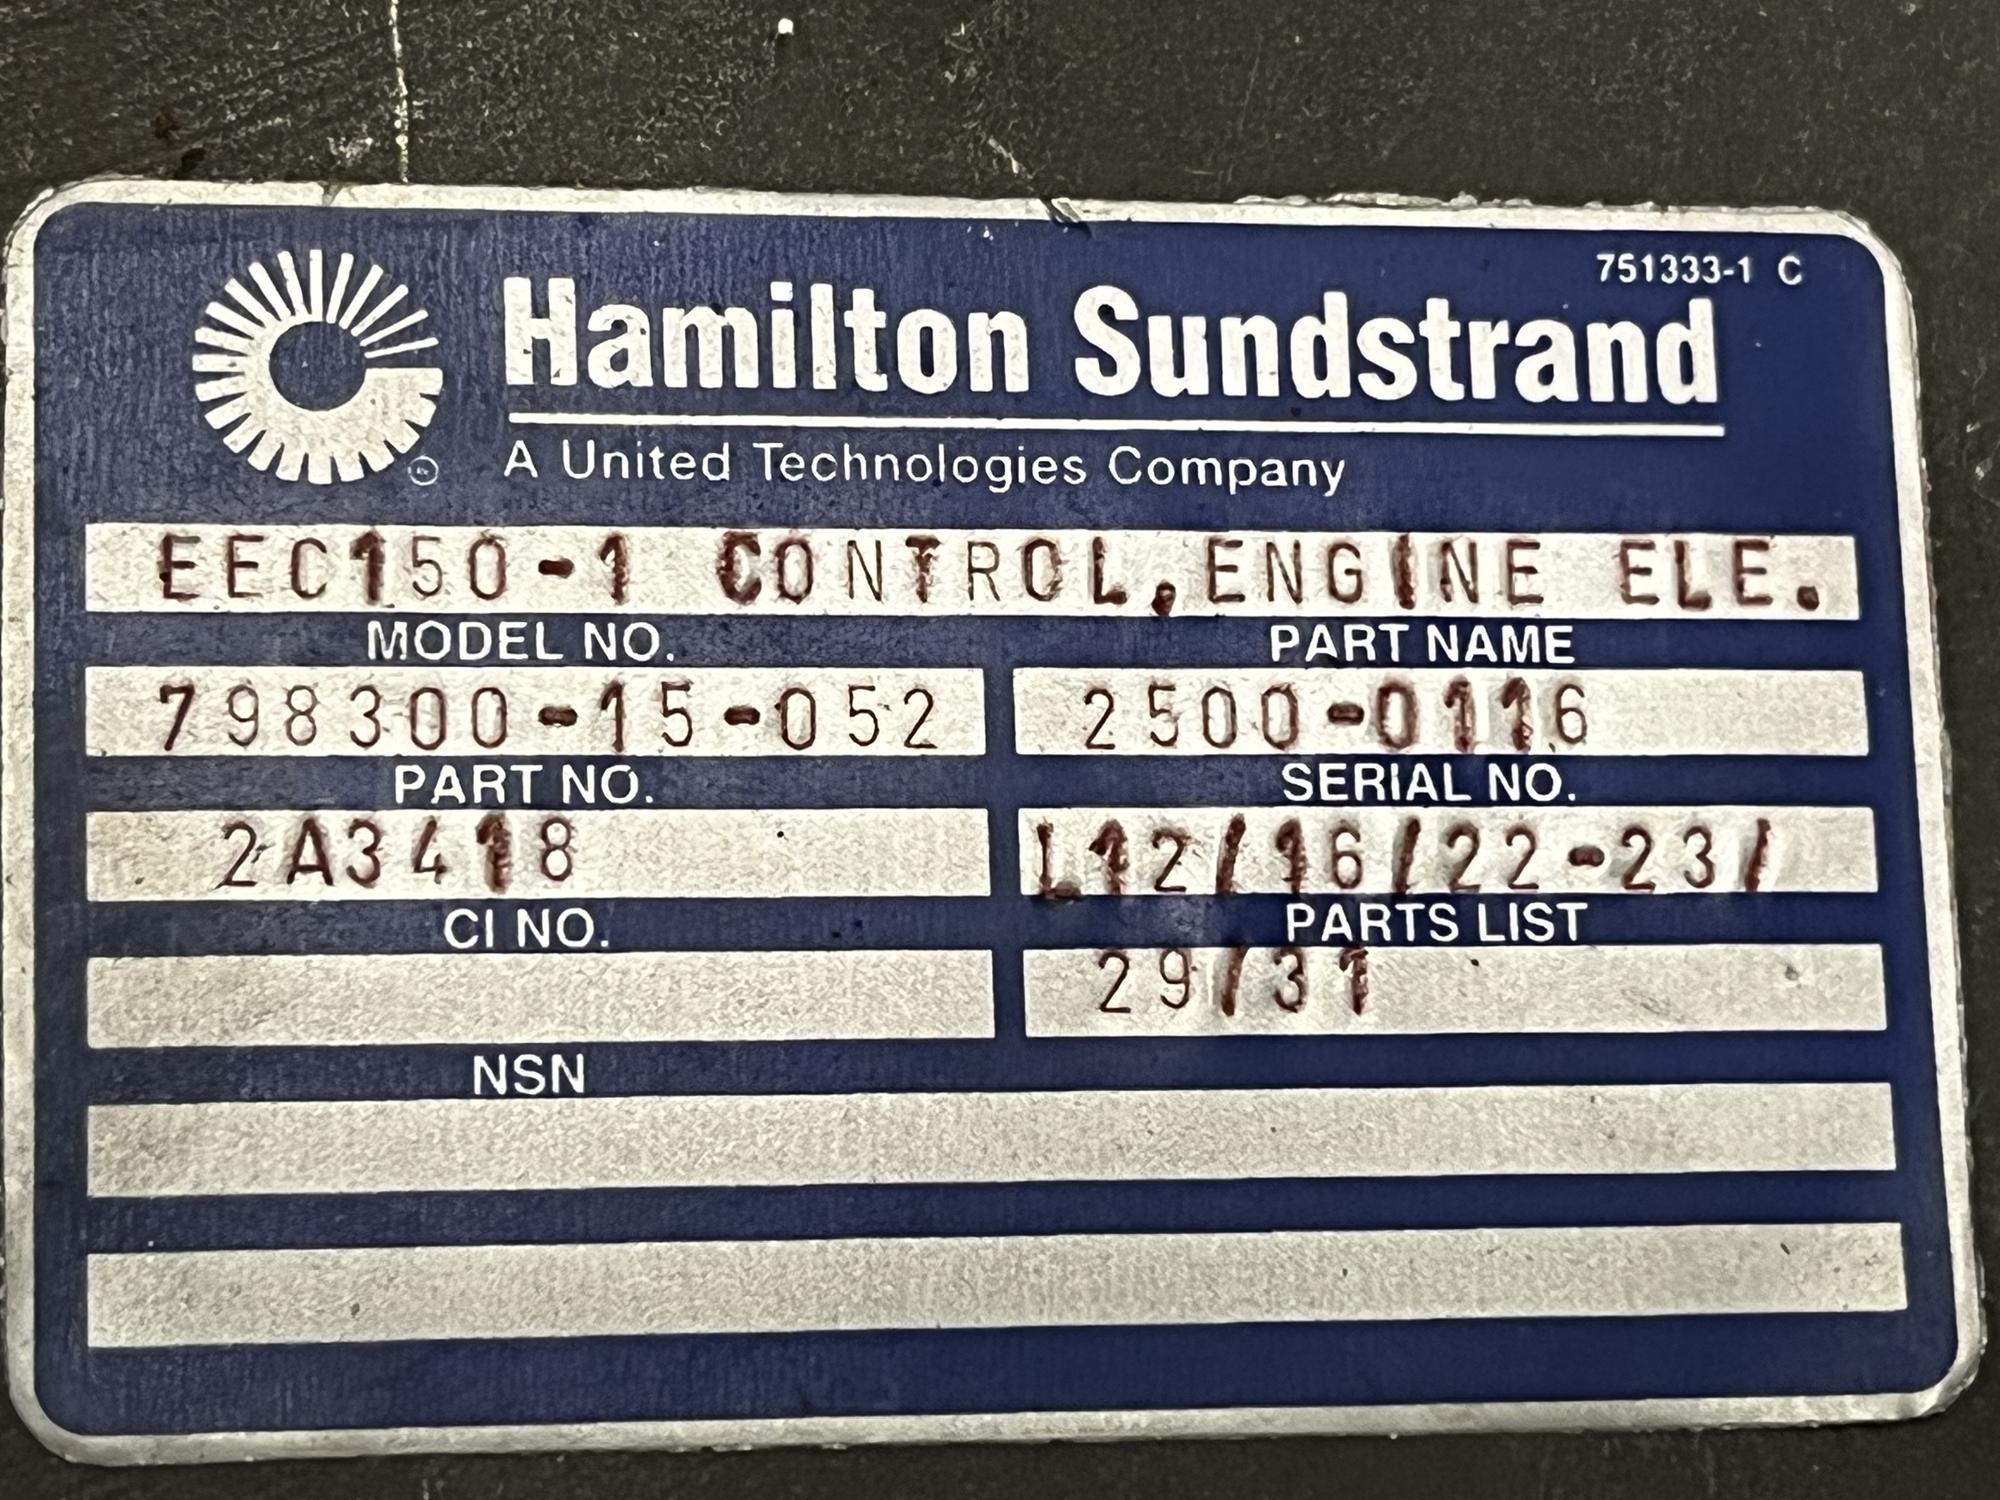 751333-1 C
Hamilton Sundstrand
A United Technologies Company
EEC150-1 CONTROL,ENGINE ELE.
MODEL NO. PART NAME
798300-15-052 2500-0116
PART NO. SERIAL NO.
2A3418 L12/16/22-23/
CI NO. PARTS LIST
29/31
NSN